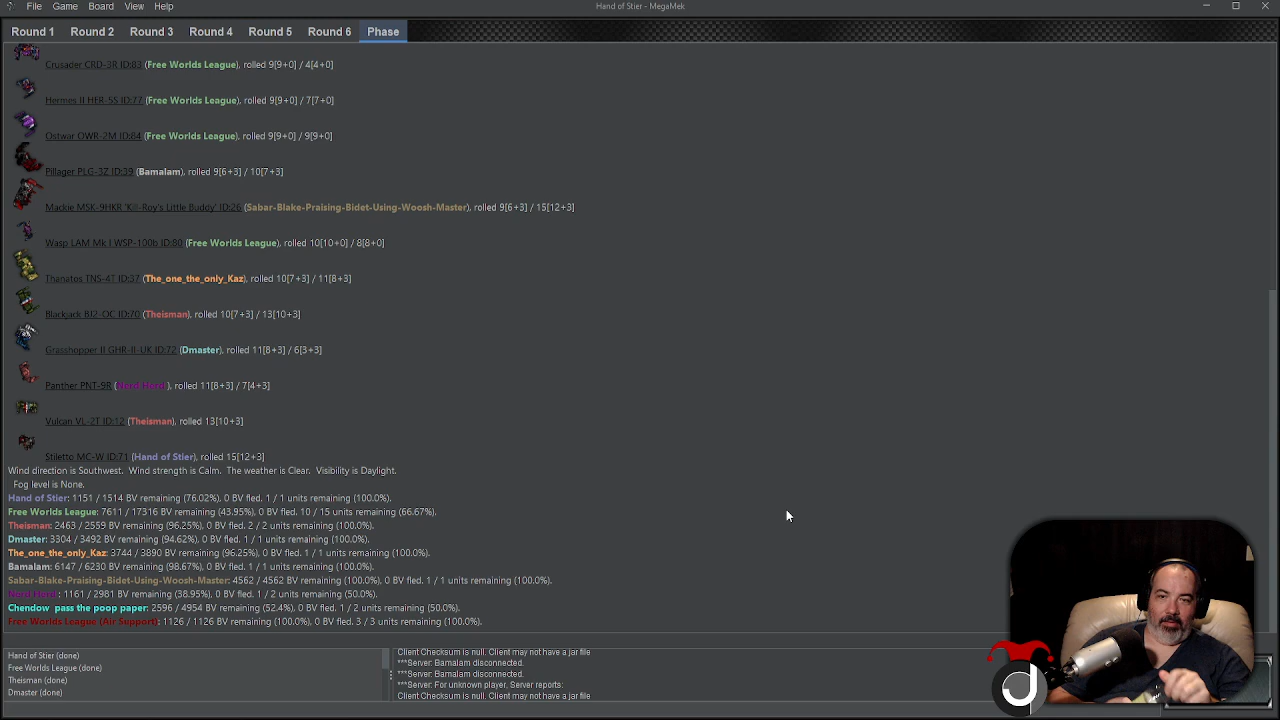 Hand of Stier - MegaMek
File Game Board View Help
Round 1 Round 2 Round 3 Round 4 Round 5 Round 6 Phase
Crusader CRD-3R ID:83 (Free Worlds League), rolled 9[9+0] / 4[4+0]
Hermes II HER-5S ID:77 (Free Worlds League), rolled 9[9+0] / 7[7+0]
Ostwar OWR-2M ID:84 (Free Worlds League), rolled 9[9+0] / 9[9+0]
Pillager PLG-3Z ID:39 (Bamalam), rolled 9[6+3] / 10[7+3]
Mackie MSK-9HKR 'Kill-Roy's Little Buddy' ID:26 (Sabar-Blake-Praising-Bidet-Using-Woosh-Master), rolled 9[6+3] / 15[12+3]
Wasp LAM Mk I WSP-100b ID:80 (Free Worlds League), rolled 10[10+0] / 8[8+0]
Thanatos TNS-4T ID:37 (The_one_the_only_Kaz), rolled 10[7+3] / 11[8+3]
Blackjack BJ2-OC ID:70 (Theisman), rolled 10[7+3] / 13[10+3]
Grasshopper II GHR-II-UK ID:72 (Dmaster), rolled 11[8+3] / 6[3+3]
Panther PNT-9R (Nerd Herd ), rolled 11[8+3] / 7[4+3]
Vulcan VL-2T ID:12 (Theisman), rolled 13[10+3]
Stiletto MC-W ID:71 (Hand of Stier), rolled 15[12+3]
Wind direction is Southwest. Wind strength is Calm. The weather is Clear. Visibility is Daylight.
Fog level is None.
Hand of Stier: 1151 / 1514 BV remaining (76.02%). 0 BV fled. 1 / 1 units remaining (100.0%).
Free Worlds League: 7611 / 17316 BV remaining (43.95%), 0 BV fled. 10 / 15 units remaining (66.67%).
Theisman: 2463 / 2559 BV remaining (96.25%), 0 BV fled. 2 / 2 units remaining (100.0%).
Dmaster: 3304 / 3492 BV remaining (94.62%), 0 BV fled. 1 / 1 units remaining (100.0%).
The_one_the_only_Kaz: 3744 / 3890 BV remaining (96.25%), 0 BV fled. 1 / 1 units remaining (100.0%).
Bamalam: 6147 / 6230 BV remaining (98.67%), 0 BV fled. 1 / 1 units remaining (100.0%).
Sabar-Blake-Praising-Bidet-Using-Woosh-Master: 4562 / 4562 BV remaining (100.0%), 0 BV fled. 1 / 1 units remaining (100.0%).
Nerd Herd : 1161 / 2981 BV remaining (38.95%), 0 BV fled. 1 / 2 units remaining (50.0%).
Chendow pass the poop paper: 2596 / 4954 BV remaining (52.4%), 0 BV fled. 1 / 2 units remaining (50.0%).
Free Worlds League (Air Support): 1126 / 1126 BV remaining (100.0%), 0 BV fled. 3 / 3 units remaining (100.0%).
Hand of Stier (done)
Free Worlds League (done)
Theisman (done)
Dmaster (done)
Client Checksum is null. Client may not have a jar file
***Server: Bamalam disconnected.
***Server: Bamalam disconnected.
***Server: For unknown player, Server reports:
Client Checksum is null. Client may not have a jar file